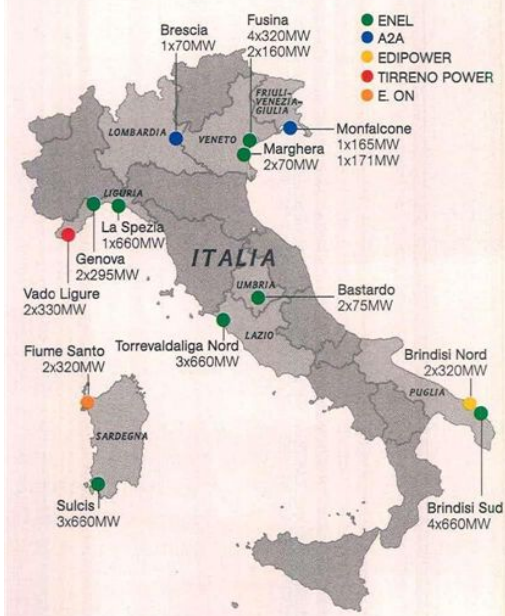 Brescia
1x70MW
Fusina
4x320MW
2x160MW
ENEL
A2A
EDIPOWER
TIRRENO POWER
E. ON
FRIULI-
VENEZIA-
GIULIA
LOMBARDIA
VENETO
Monfalcone
1x165MW
1x171MW
Marghera
2x70MW
LIGURIA
La Spezia
1x660MW
Genova
2x295MW
Vado Ligure
2x330MW
ITALIA
UMBRIA
Bastardo
2x75MW
LAZIO
Torrevaldaliga Nord
3x660MW
Fiume Santo
2x320MW
SARDEGNA
Sulcis
3x660MW
Brindisi Nord
2x320MW
PUGLIA
Brindisi Sud
4x660MW